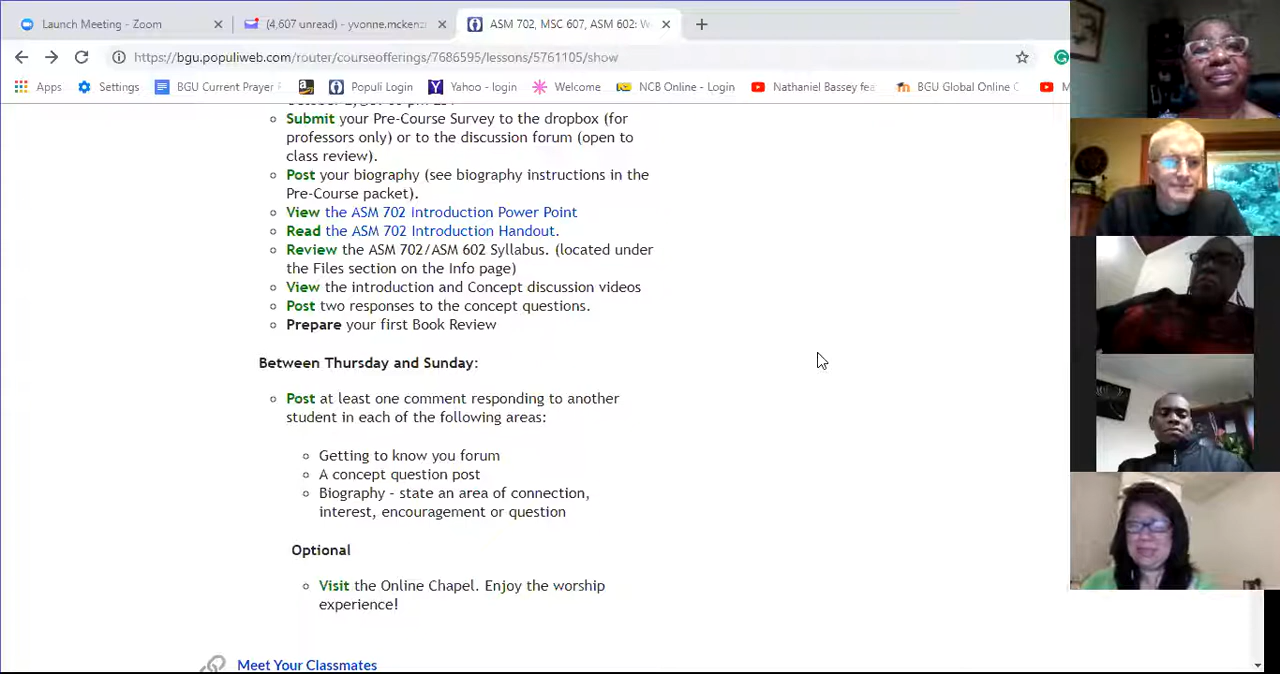 Launch Meeting - Zoom
(4,607 unread) - yvonne.mckenz
ASM 702, MSC 607, ASM 602: W
https://bgu.populiweb.com/router/courseofferings/7686595/lessons/5761105/show
Apps
Settings
BGU Current Prayer
Populi Login
Yahoo - login
Welcome
NCB Online - Login
Nathaniel Bassey fea
BGU Global Online C
Submit your Pre-Course Survey to the dropbox (for
professors only) or to the discussion forum (open to
class review).
Post your biography (see biography instructions in the
Pre-Course packet).
View the ASM 702 Introduction Power Point
Read the ASM 702 Introduction Handout.
Review the ASM 702/ASM 602 Syllabus. (located under
the Files section on the Info page)
View the introduction and Concept discussion videos
Post two responses to the concept questions.
Prepare your first Book Review
Between Thursday and Sunday:
Post at least one comment responding to another
student in each of the following areas:
Getting to know you forum
A concept question post
Biography - state an area of connection,
interest, encouragement or question
Optional
Visit the Online Chapel. Enjoy the worship
experience!
Meet Your Classmates